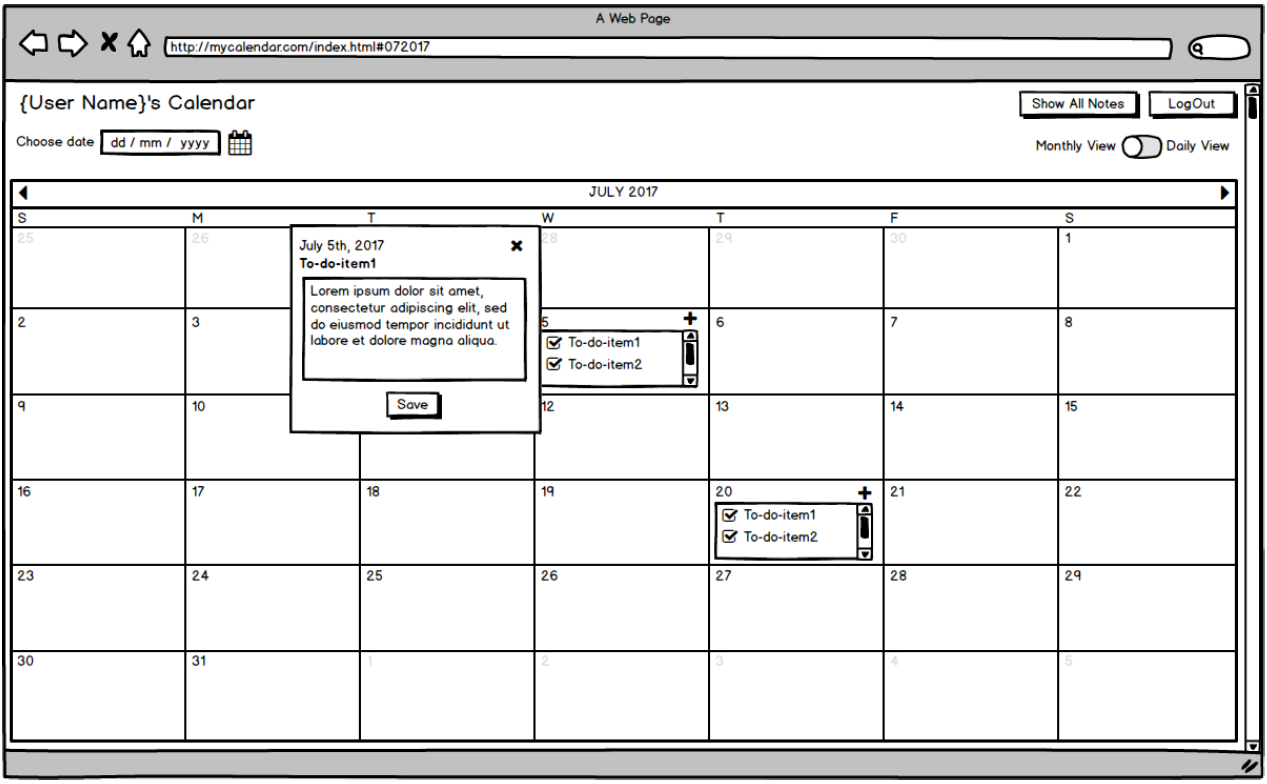 A Web Page
http://mycalendar.com/index.html#072017
{User Name}'s Calendar
Show All Notes
LogOut
Choose date
dd / mm / yyyy
Monthly View
Daily View
JULY 2017
S M T W T F S
25 26 28 29 30 1
July 5th, 2017
To-do-item1
Lorem ipsum dolor sit amet,
consectetur adipiscing elit, sed
do eiusmod tempor incididunt ut
labore et dolore magna aliqua.
Save
2 3 5 6 7 8
To-do-item1
To-do-item2
9 10 12 13 14 15
16 17 18 19 20 21 22
To-do-item1
To-do-item2
23 24 25 26 27 28 29
30 31 1 2 3 4 5